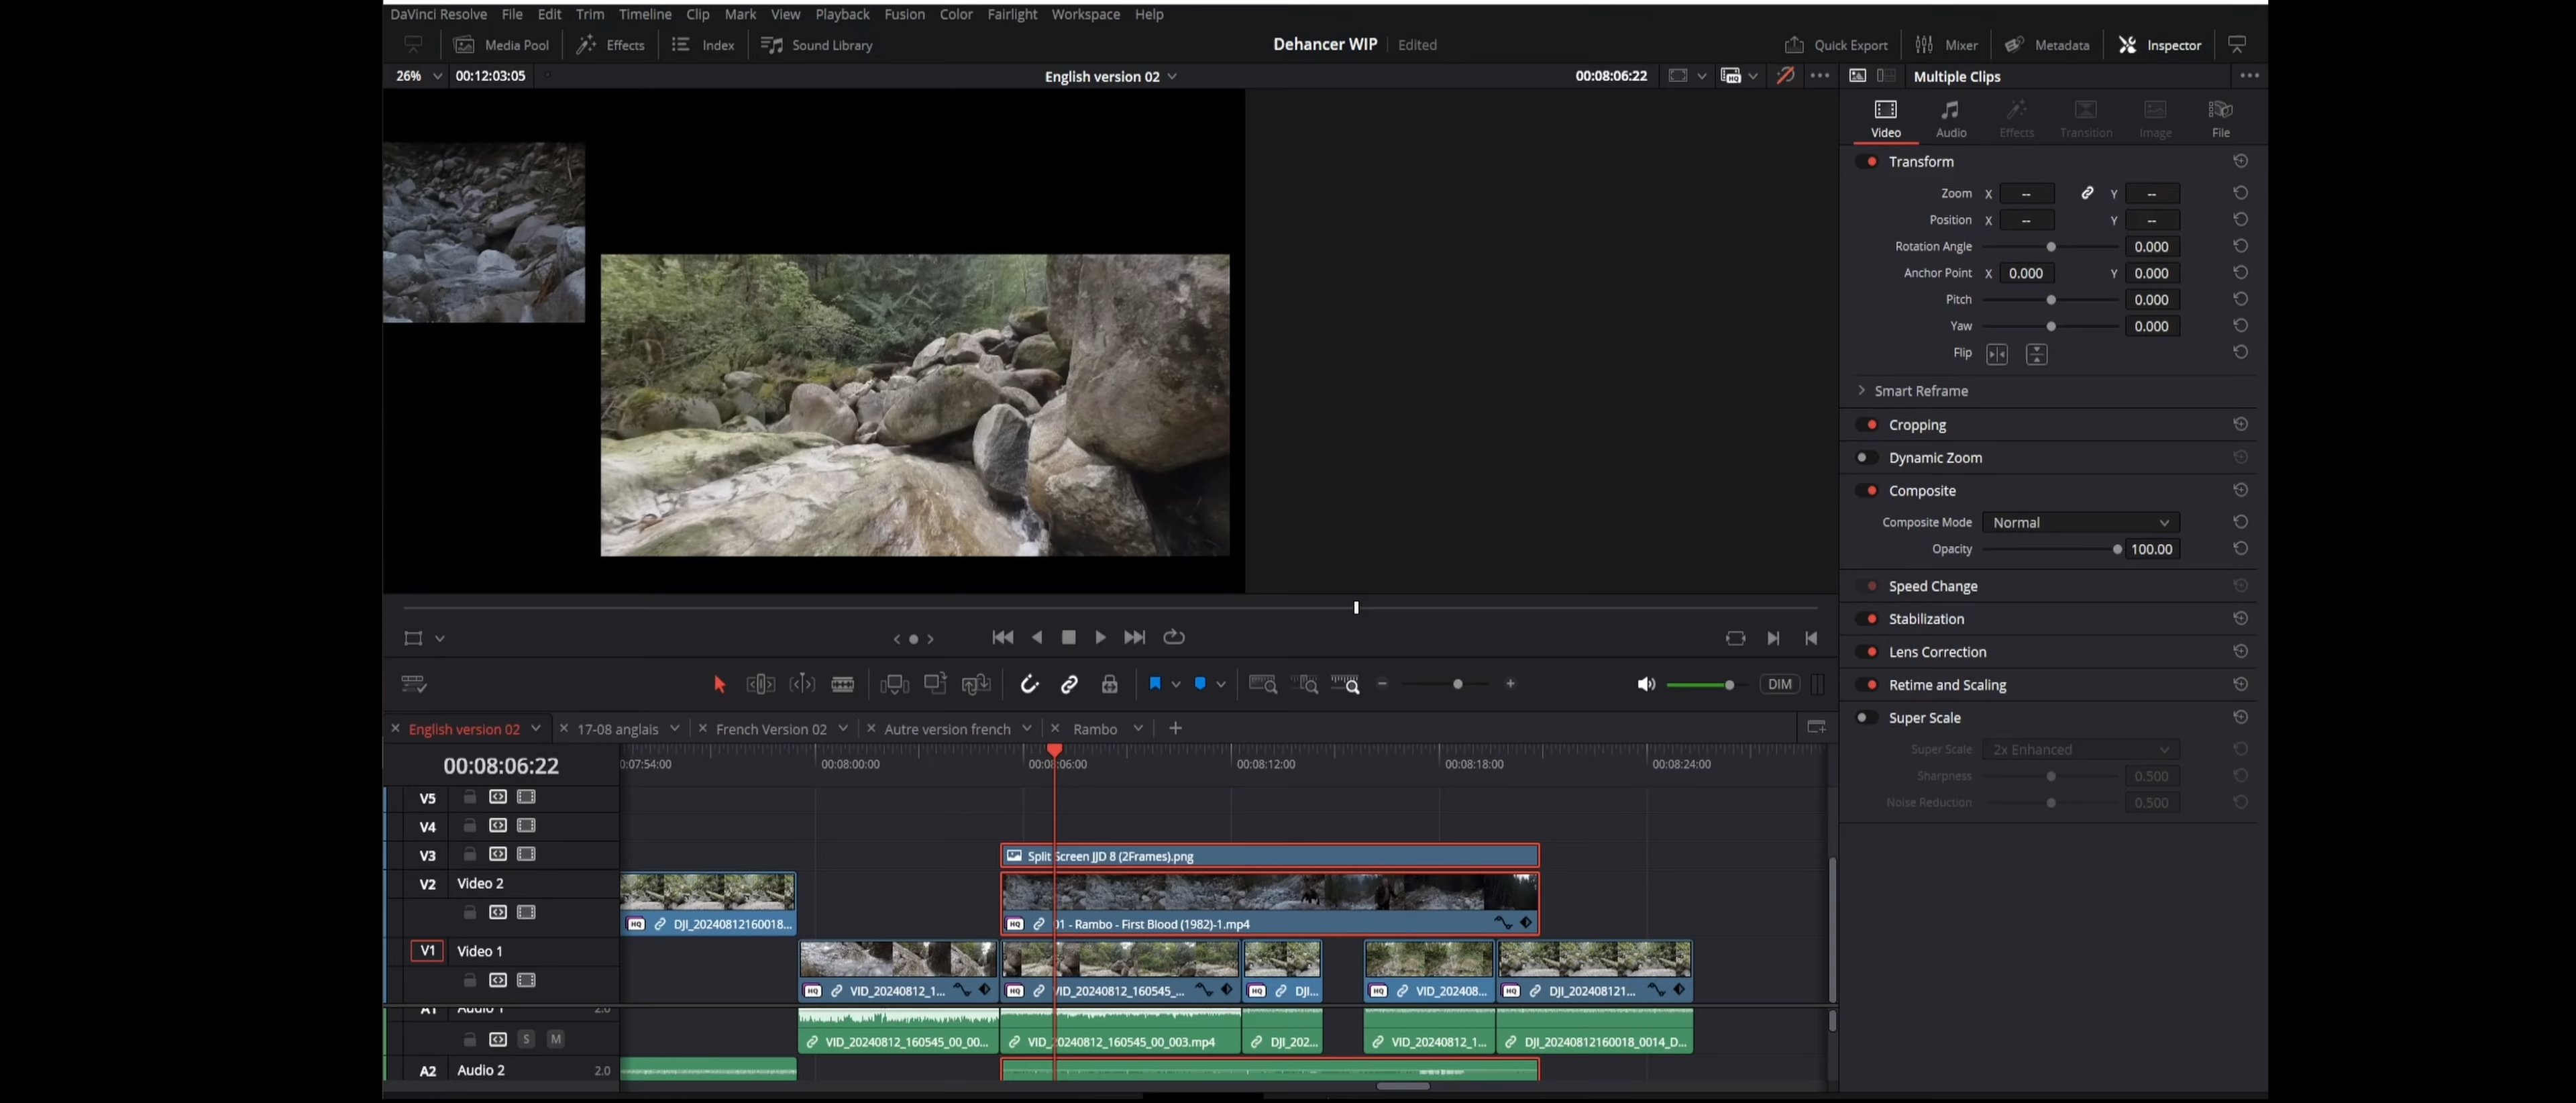 DaVinci Resolve File Edit Trim Timeline Clip Mark View Playback Fusion Color Fairlight Workspace Help
Media Pool Effects Index Sound Library Dehancer WIP Edited Quick Export Mixer Metadata Inspector
26% 00:12:03:05 English version 02 00:08:06:22 HQ Multiple Clips
Video Audio Effects Transition Image File
Transform
Zoom X -- Y --
Position X -- Y --
Rotation Angle 0.000
Anchor Point X 0.000 Y 0.000
Pitch 0.000
Yaw 0.000
Flip
Smart Reframe
Cropping
Dynamic Zoom
Composite
Composite Mode Normal
Opacity 100.00
Speed Change
Stabilization
Lens Correction
Retime and Scaling
Super Scale
Super Scale 2x Enhanced
Sharpness 0.500
Noise Reduction 0.500
DIM
English version 02 17-08 anglais French Version 02 Autre version french Rambo
00:08:06:22 0:07:54:00 00:08:00:00 00:08:06:00 00:08:12:00 00:08:18:00 00:08:24:00
V5
V4
V3 Split Screen JJD 8 (2Frames).png
V2 Video 2
HQ DJI_20240812160018... HQ 01 - Rambo - First Blood (1982)-1.mp4
V1 Video 1
HQ VID_20240812_1... HQ VID_20240812_160545_... HQ DJI... HQ VID_202408... HQ DJI_202408121...
A1 Audio 1 2.0
S M VID_20240812_160545_00_00... VID_20240812_160545_00_003.mp4 DJI_202... VID_20240812_1... DJI_20240812160018_0014_D...
A2 Audio 2 2.0